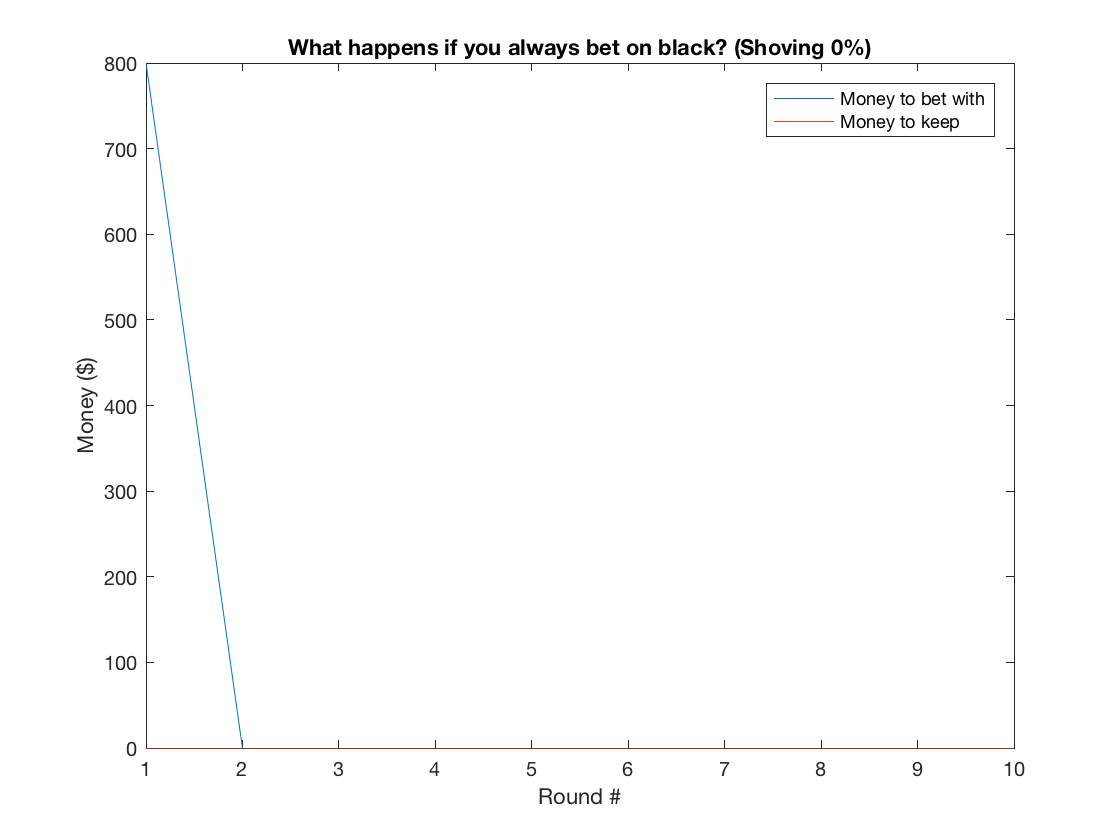 What happens if you always bet on black? (Shoving 0%)
Money to bet with
Money to keep
800
700
600
500
400
300
200
100
0
Money ($)
1 2 3 4 5 6 7 8 9 10
Round #